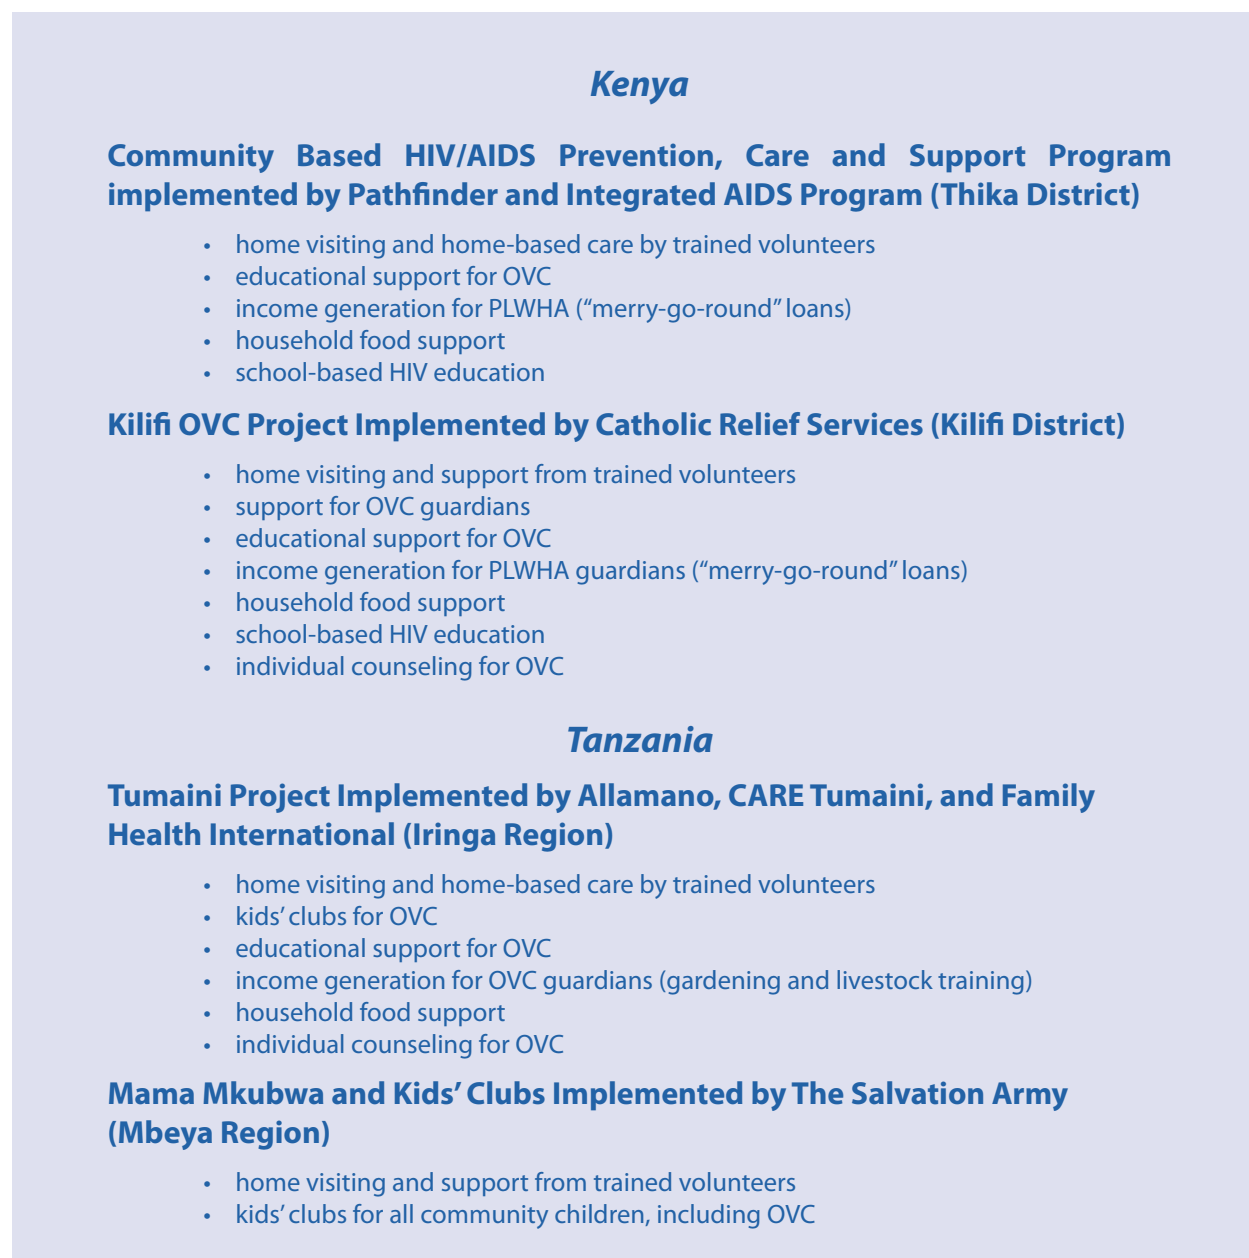 Kenya
Community Based HIV/AIDS Prevention, Care and Support Program
implemented by Pathfinder and Integrated AIDS Program (Thika District)
• home visiting and home-based care by trained volunteers
• educational support for OVC
• income generation for PLWHA (“merry-go-round” loans)
• household food support
• school-based HIV education
Kilifi OVC Project Implemented by Catholic Relief Services (Kilifi District)
• home visiting and support from trained volunteers
• support for OVC guardians
• educational support for OVC
• income generation for PLWHA guardians (“merry-go-round” loans)
• household food support
• school-based HIV education
• individual counseling for OVC
Tanzania
Tumaini Project Implemented by Allamano, CARE Tumaini, and Family
Health International (Iringa Region)
• home visiting and home-based care by trained volunteers
• kids’ clubs for OVC
• educational support for OVC
• income generation for OVC guardians (gardening and livestock training)
• household food support
• individual counseling for OVC
Mama Mkubwa and Kids’ Clubs Implemented by The Salvation Army
(Mbeya Region)
• home visiting and support from trained volunteers
• kids’ clubs for all community children, including OVC